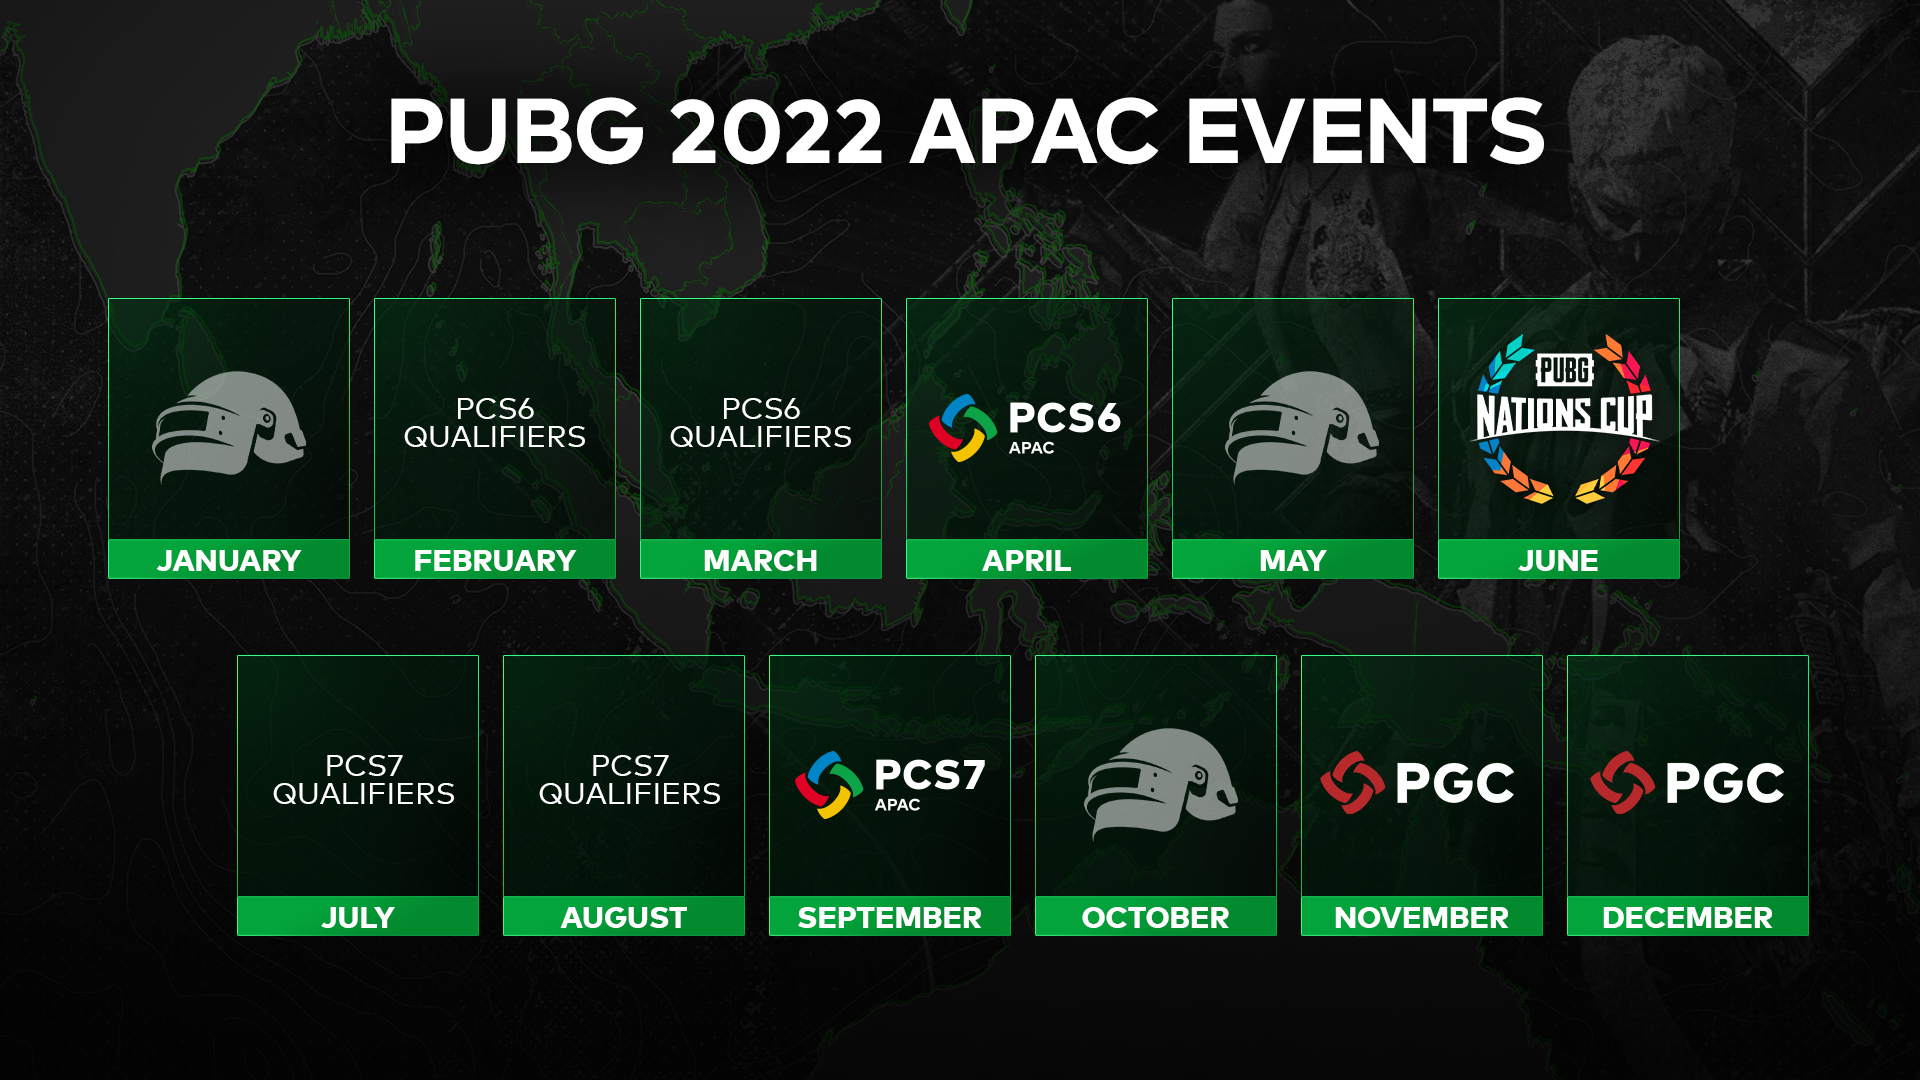 PUBG 2022 APAC EVENTS
PCS6
QUALIFIERS
PCS6
QUALIFIERS
PCS6
APAC
PUBG
NATIONS CUP
JANUARY
FEBRUARY
MARCH
APRIL
MAY
JUNE
PCS7
QUALIFIERS
PCS7
QUALIFIERS
PCS7
APAC
PGC
PGC
JULY
AUGUST
SEPTEMBER
OCTOBER
NOVEMBER
DECEMBER